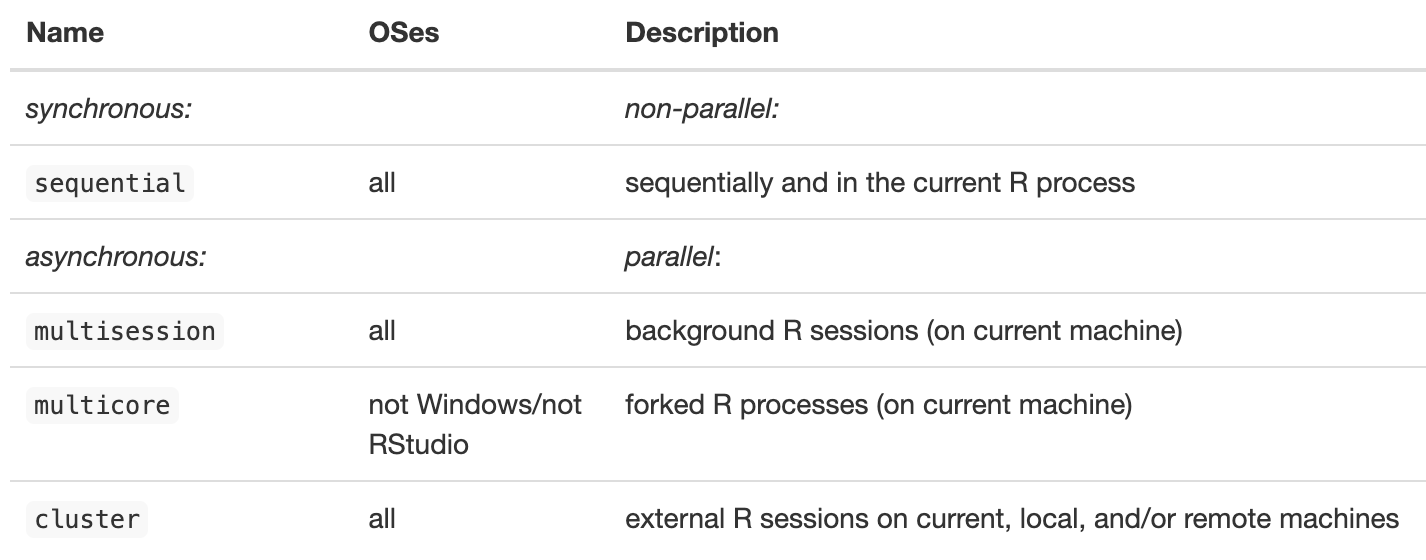 Name OSes Description
synchronous: non-parallel:
sequential all sequentially and in the current R process
asynchronous: parallel:
multisession all background R sessions (on current machine)
multicore not Windows/not forked R processes (on current machine)
RStudio
cluster all external R sessions on current, local, and/or remote machines